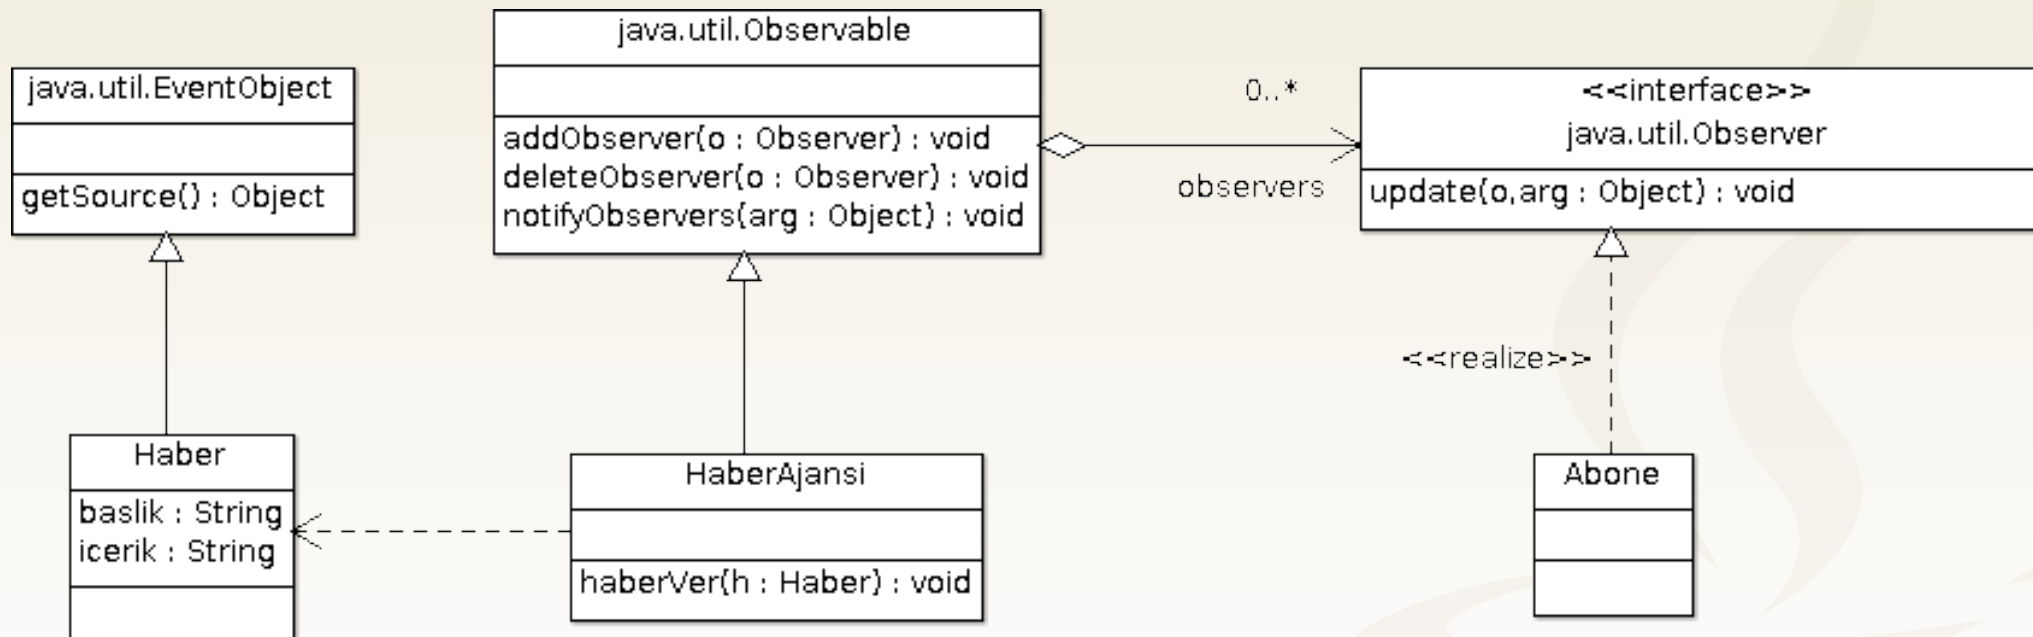 java.util.EventObject
getSource() : Object
java.util.Observable
addObserver(o : Observer) : void
deleteObserver(o : Observer) : void
notifyObservers(arg : Object) : void
0..*
observers
<<interface>>
java.util.Observer
update(o,arg : Object) : void
<<realize>>
Haber
baslik : String
icerik : String
HaberAjansi
haberVer(h : Haber) : void
Abone